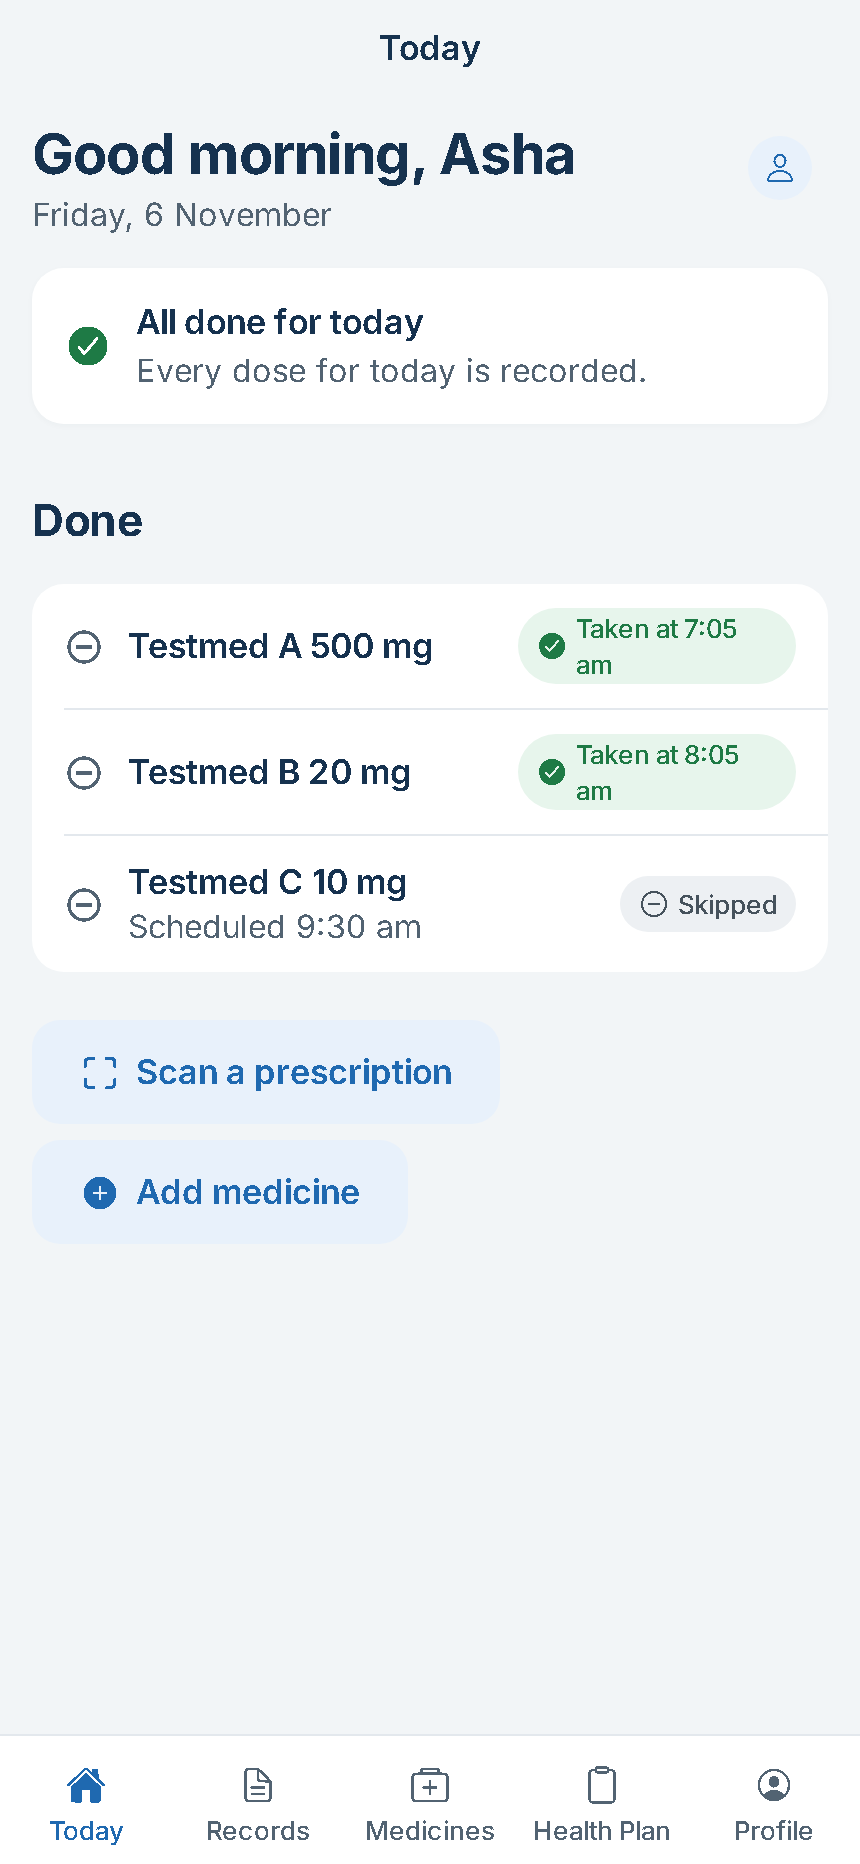 Today
Good morning, Asha
Friday, 6 November
All done for today
Every dose for today is recorded.
Done
Testmed A 500 mg
Taken at 7:05
am
Testmed B 20 mg
Taken at 8:05
am
Testmed C 10 mg
Scheduled 9:30 am
Skipped
Scan a prescription
Add medicine
Today
Records
Medicines
Health Plan
Profile